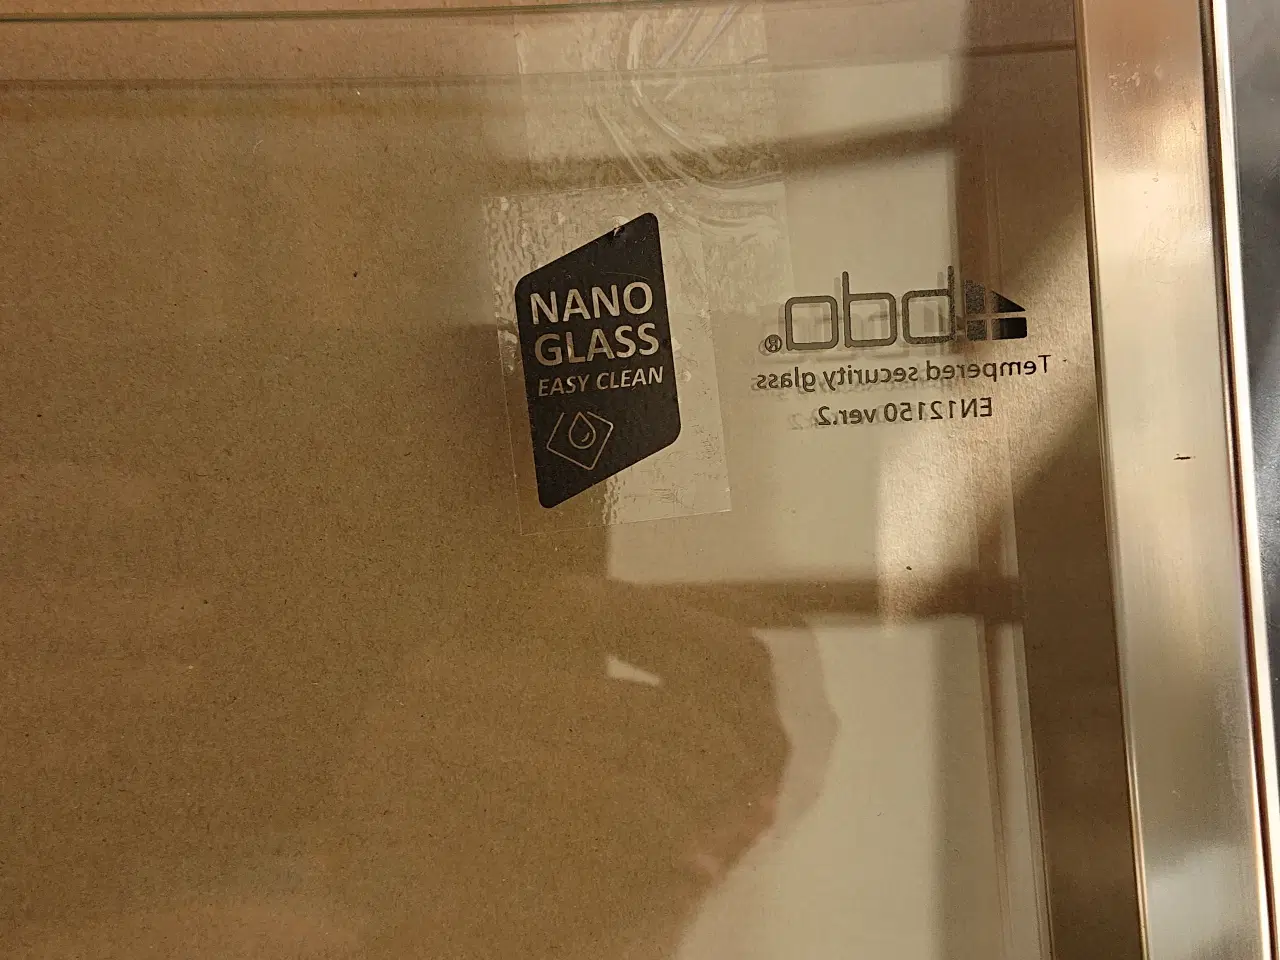 NANO
GLASS
EASY CLEAN
bdo®
Tempered security glass
EN12150 ver.2